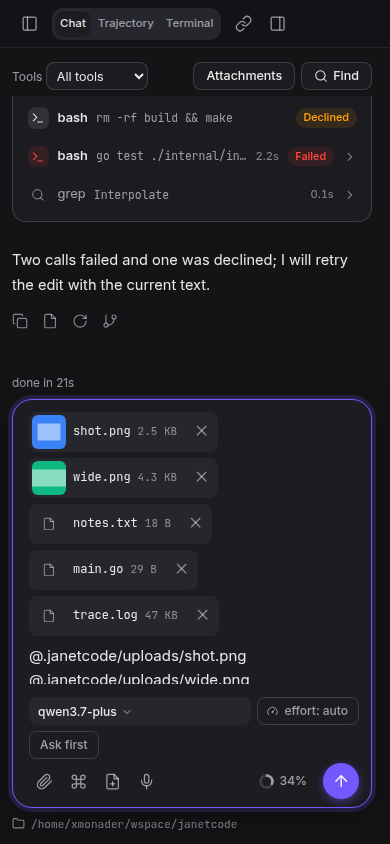 Chat Trajectory Terminal
Tools All tools Attachments Find
bash rm -rf build && make Declined
bash go test ./internal/in… 2.2s Failed
grep Interpolate 0.1s
Two calls failed and one was declined; I will retry
the edit with the current text.
done in 21s
shot.png 2.5 KB
wide.png 4.3 KB
notes.txt 18 B
main.go 29 B
trace.log 47 KB
@.janetcode/uploads/shot.png
@.janetcode/uploads/wide.png
qwen3.7-plus effort: auto
Ask first
34%
/home/xmonader/wspace/janetcode